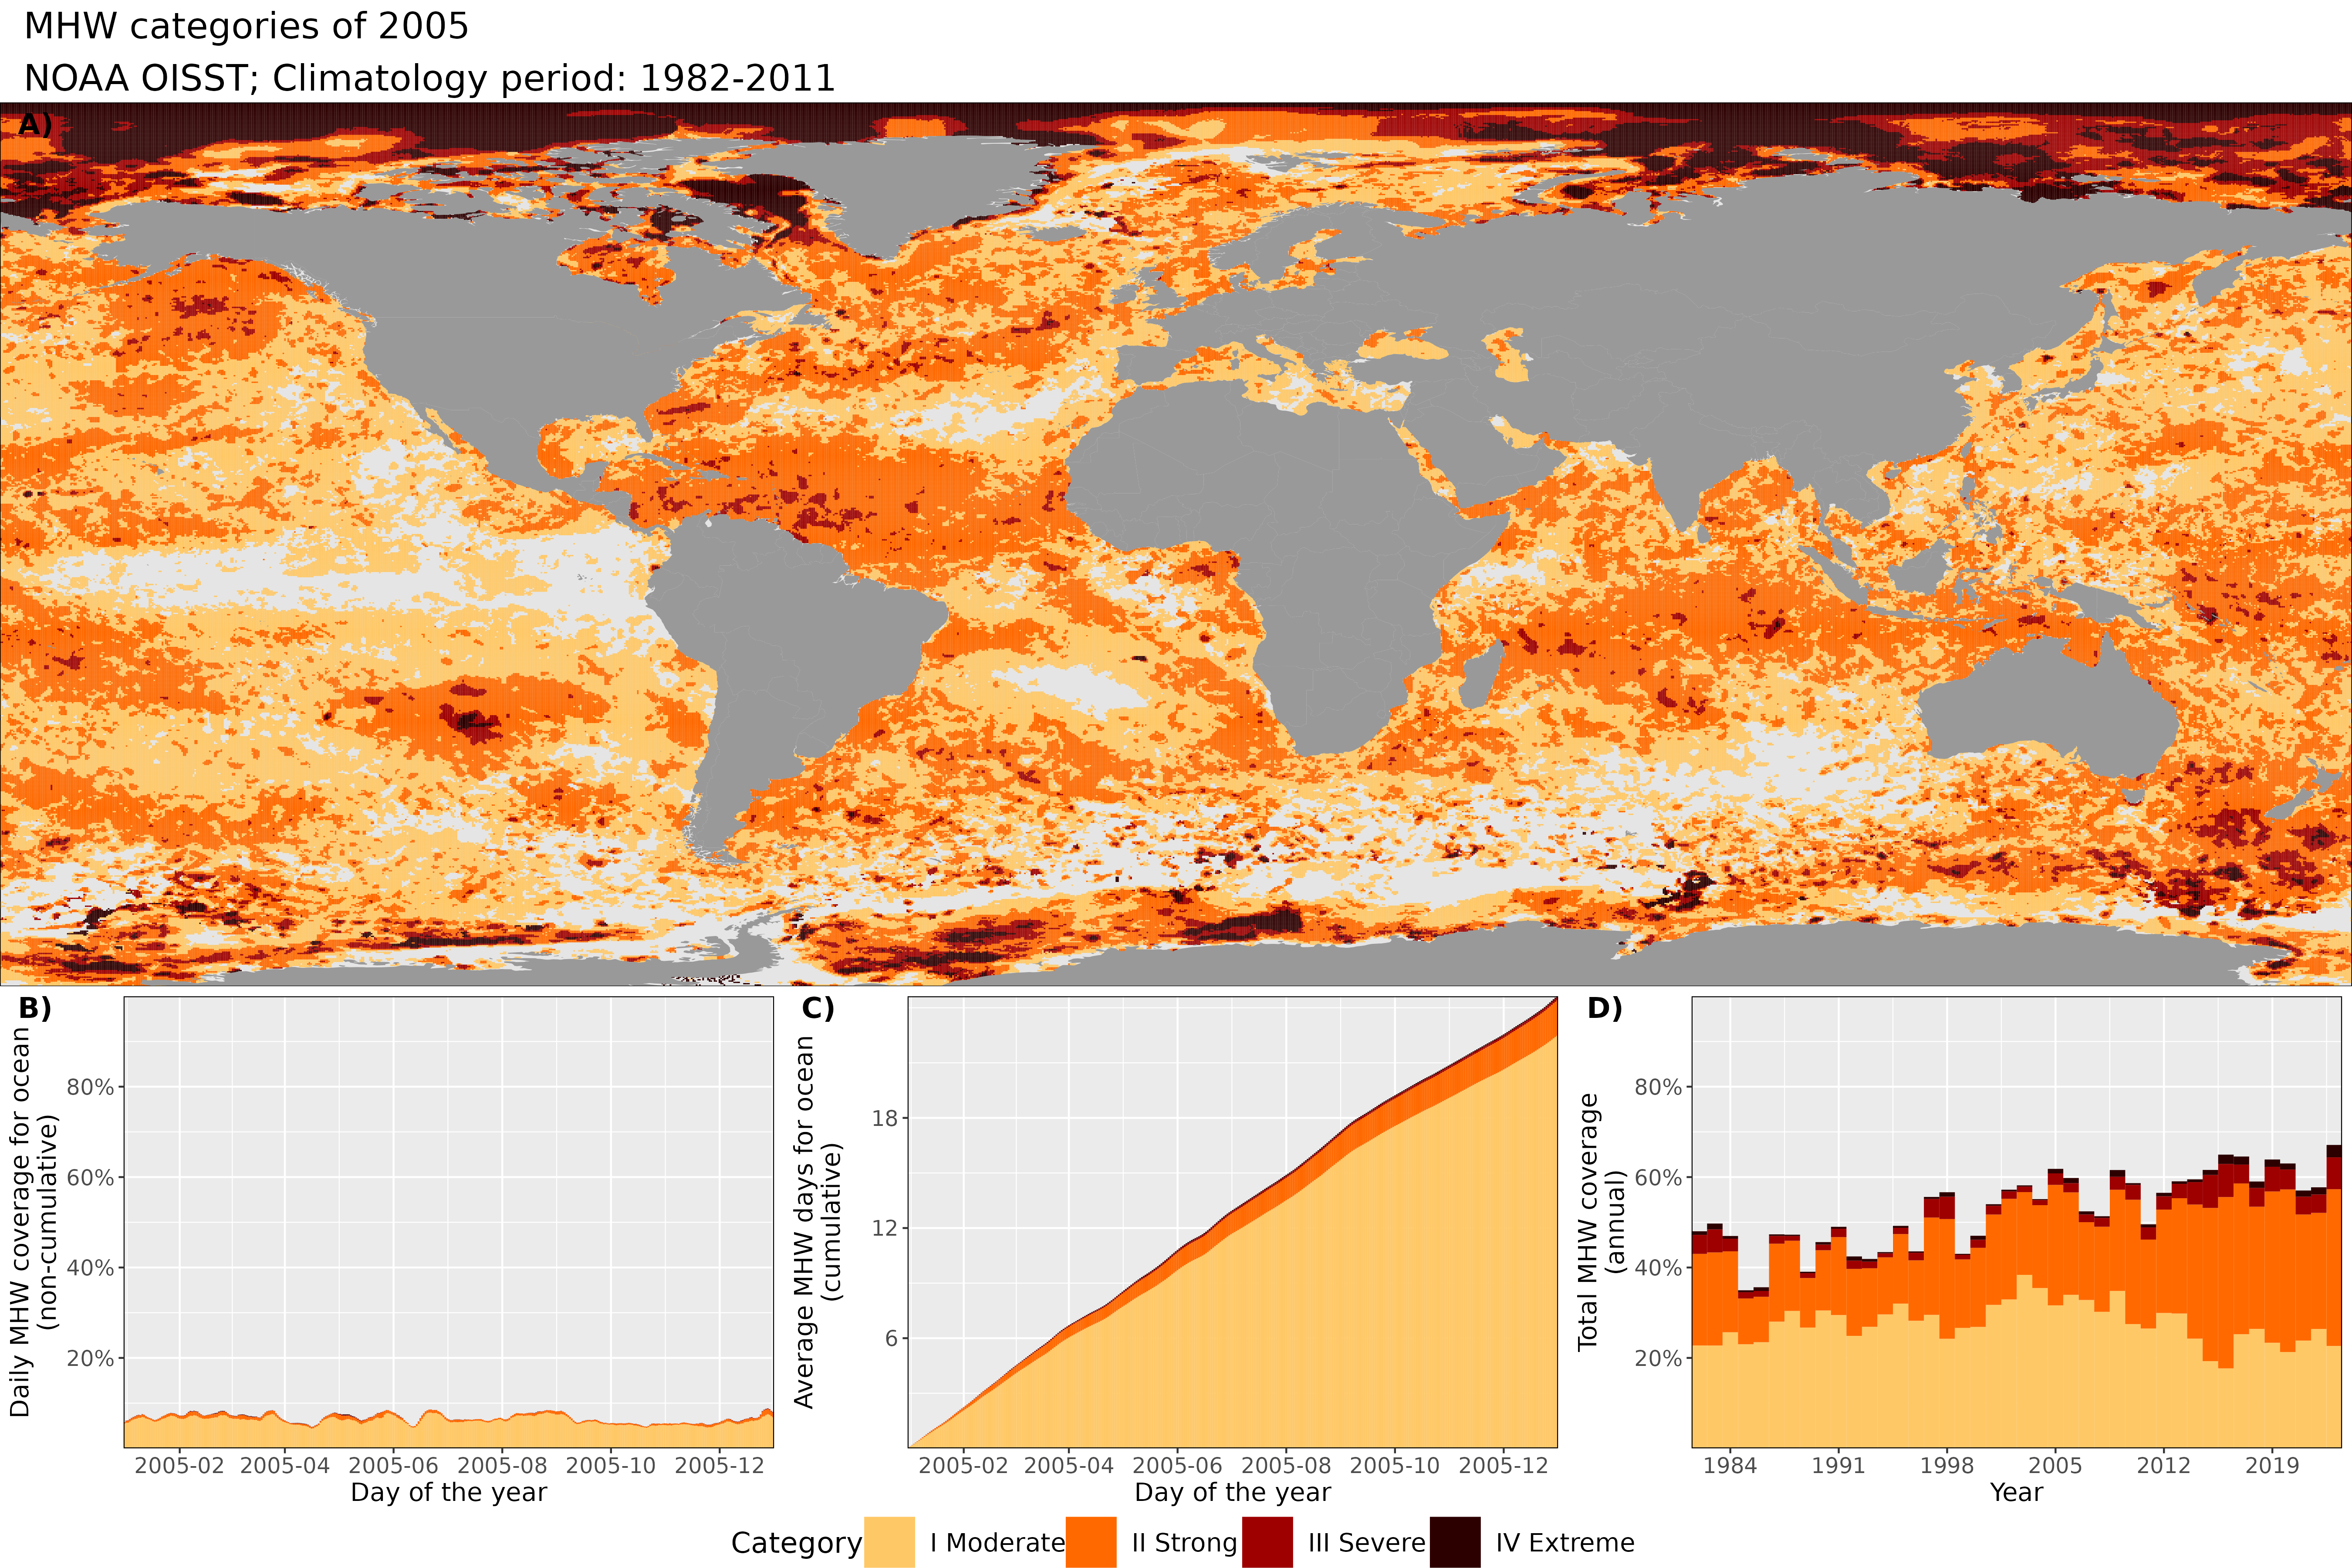 MHW categories of 2005
NOAA OISST; Climatology period: 1982-2011
A)
B)
Daily MHW coverage for ocean
(non-cumulative)
80%
60%
40%
20%
2005-02 2005-04 2005-06 2005-08 2005-10 2005-12
Day of the year
C)
Average MHW days for ocean
(cumulative)
18
12
6
2005-02 2005-04 2005-06 2005-08 2005-10 2005-12
Day of the year
D)
Total MHW coverage
(annual)
80%
60%
40%
20%
1984 1991 1998 2005 2012 2019
Year
Category I Moderate II Strong III Severe IV Extreme